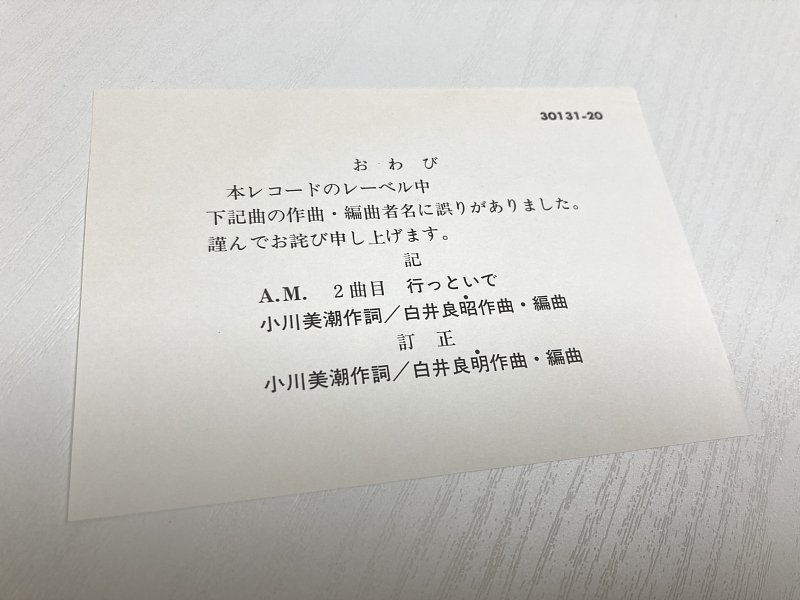 30131-20
おわび
本レコードのレーベル中
下記曲の作曲・編曲者名に誤りがありました。
謹んでお詫び申し上げます。
記
A.M. 2曲目 行っといで
小川美潮作詞／白井良昭作曲・編曲
訂正
小川美潮作詞／白井良明作曲・編曲